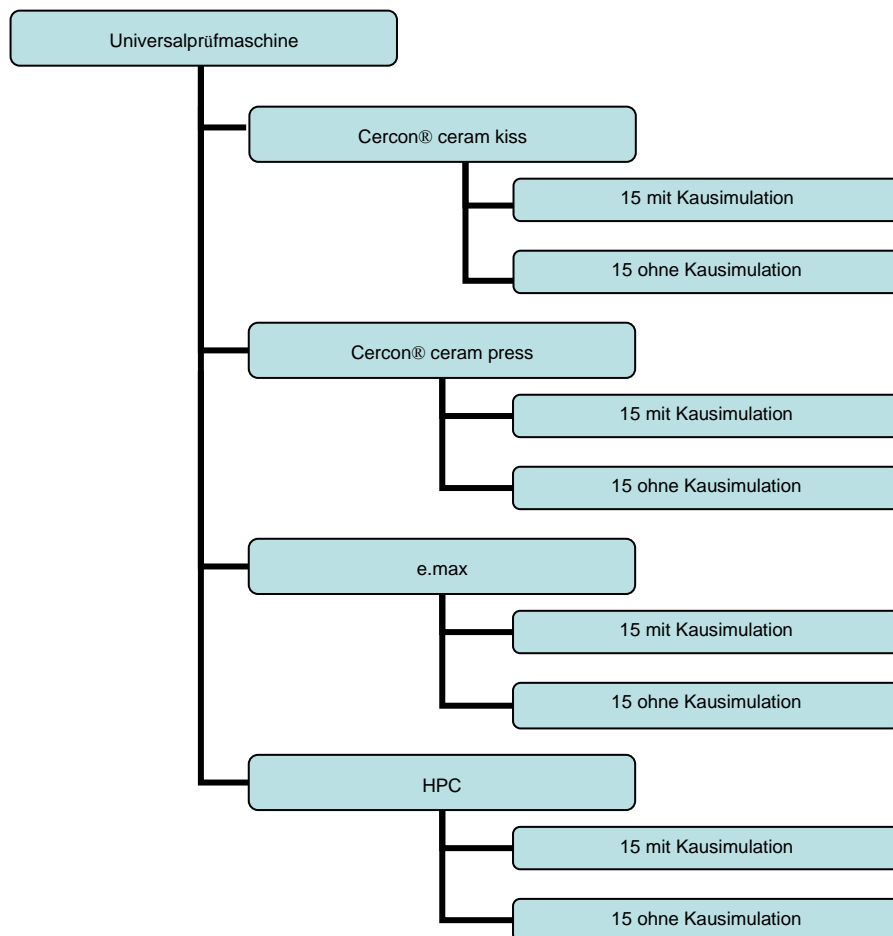 Universalprüfmaschine
Cercon® ceram kiss
15 mit Kausimulation
15 ohne Kausimulation
Cercon® ceram press
15 mit Kausimulation
15 ohne Kausimulation
e.max
15 mit Kausimulation
15 ohne Kausimulation
HPC
15 mit Kausimulation
15 ohne Kausimulation